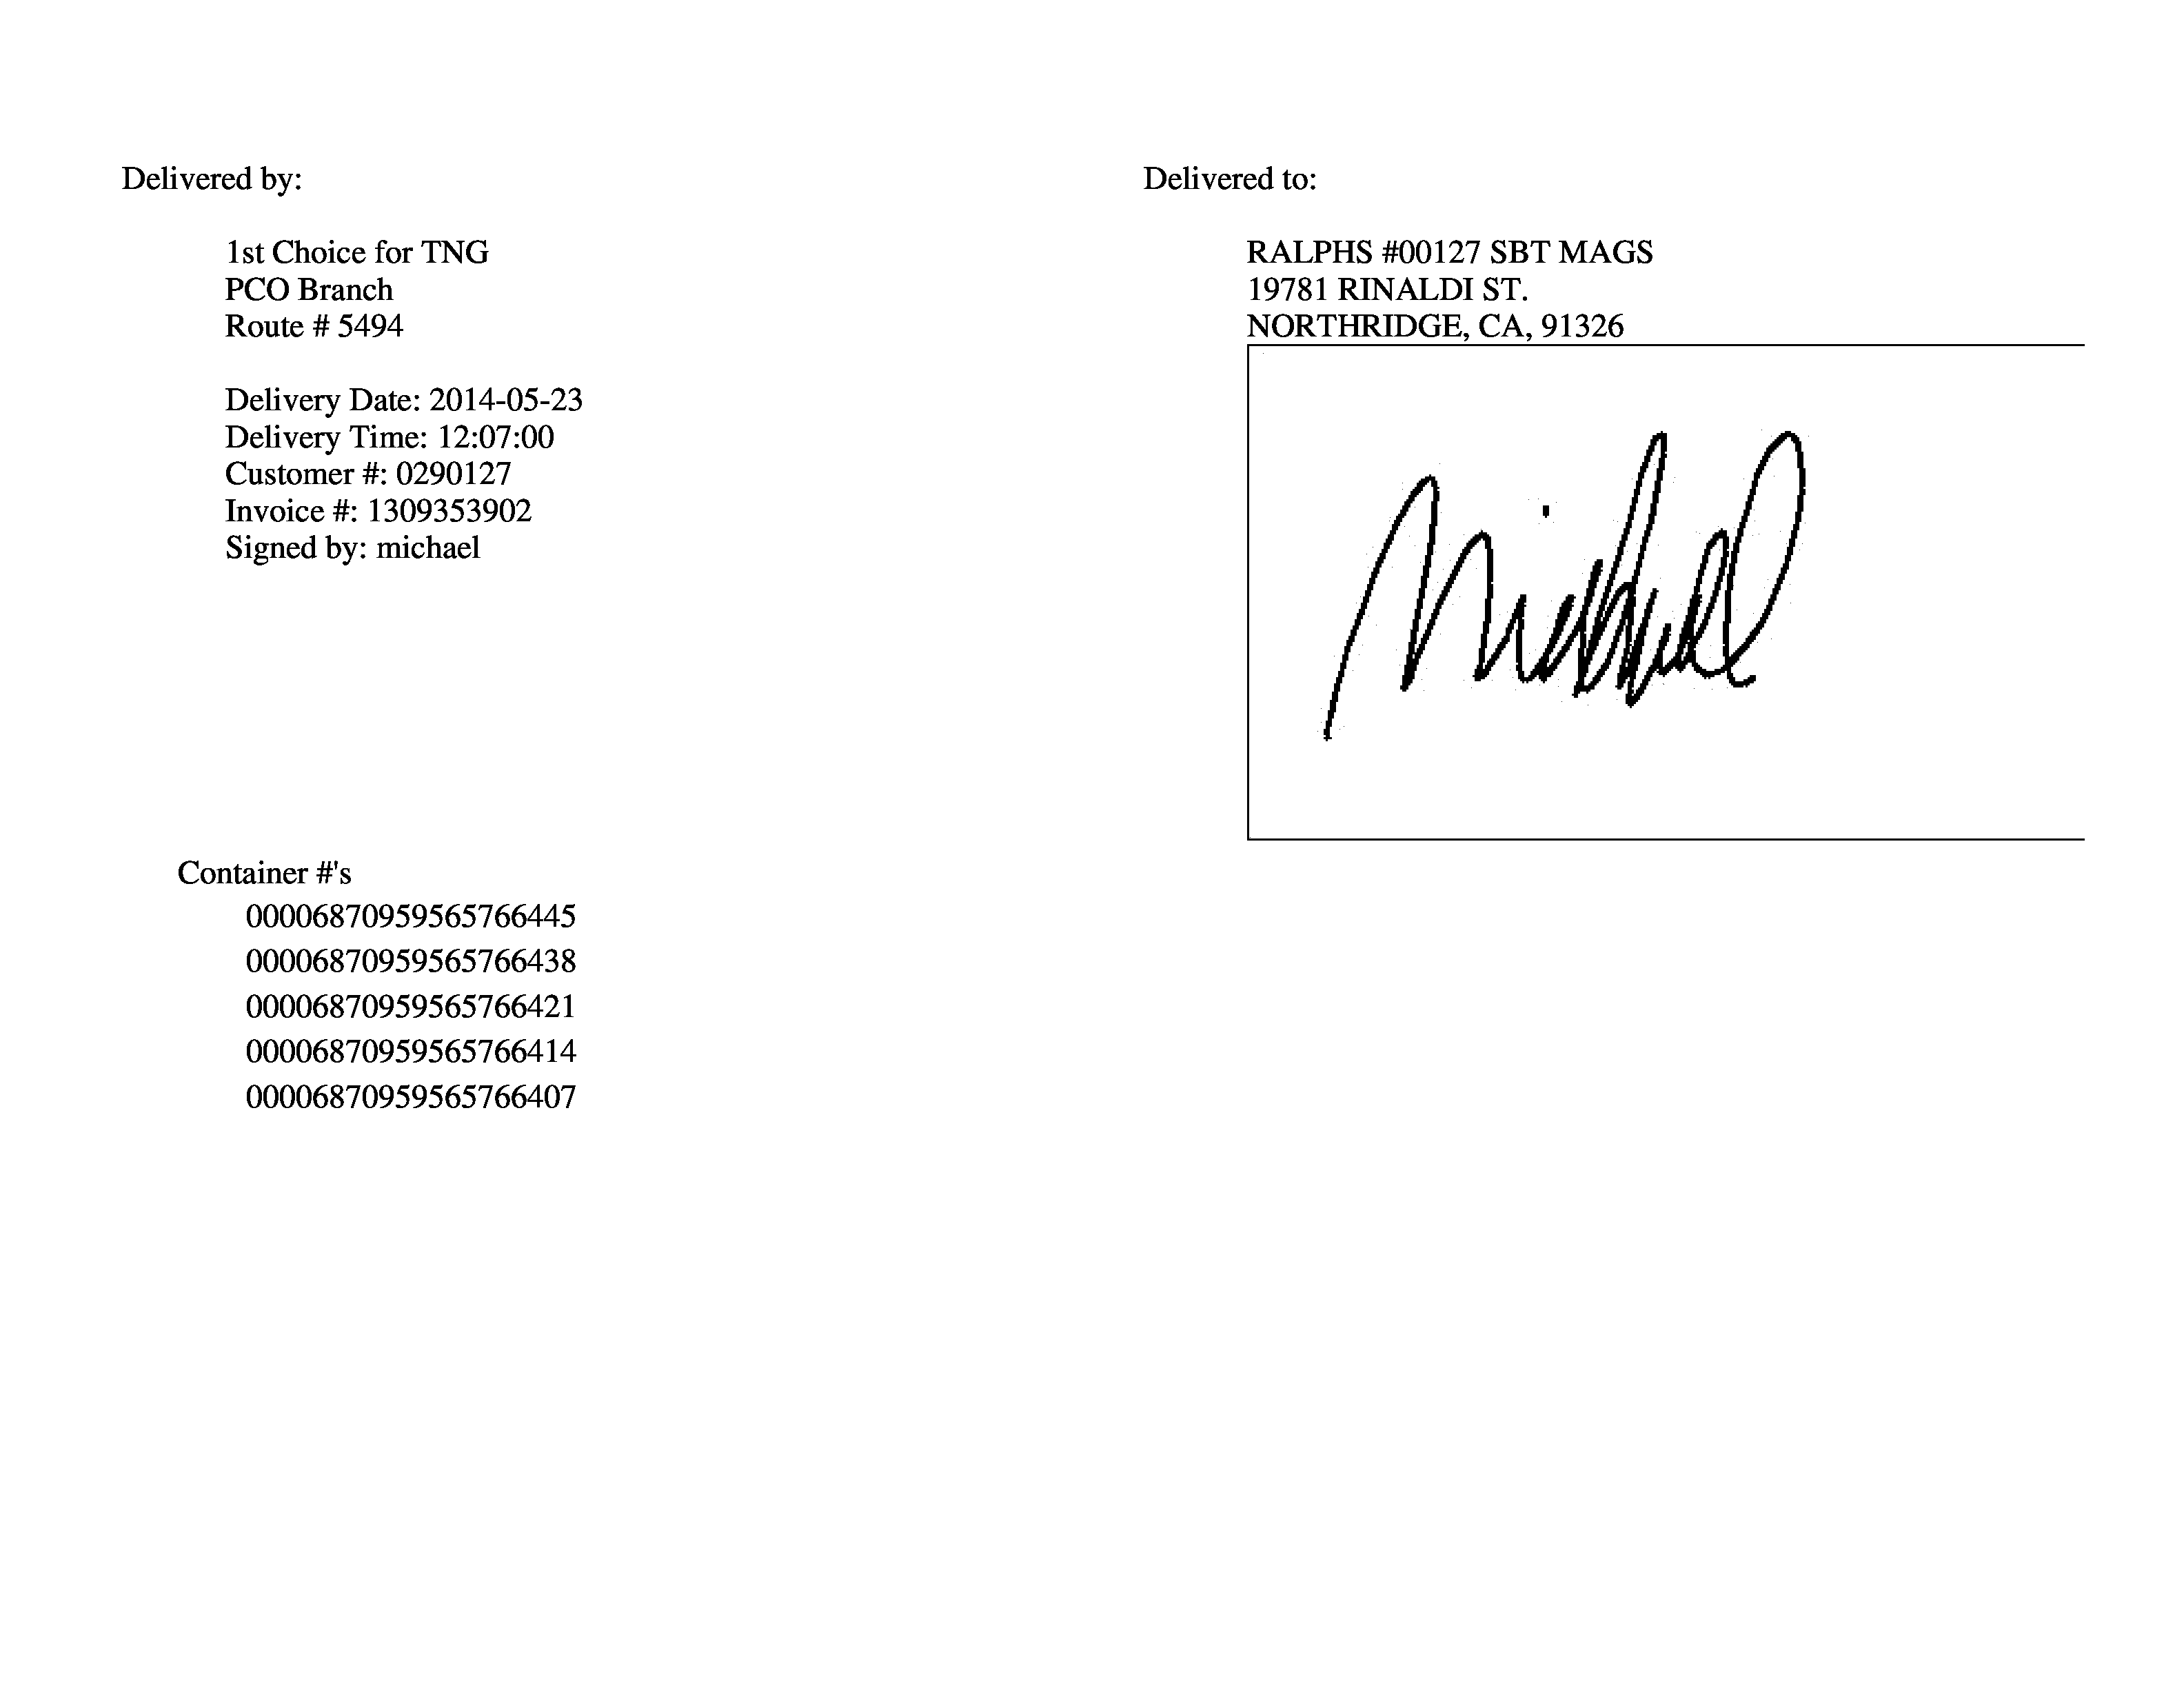 Delivered by:
1st Choice for TNG
PCO Branch
Route # 5494
Delivery Date: 2014-05-23
Delivery Time: 12:07:00
Customer #: 0290127
Invoice #: 1309353902
Signed by: michael
Delivered to:
RALPHS #00127 SBT MAGS
19781 RINALDI ST.
NORTHRIDGE, CA, 91326
Michael
Container #'s
00006870959565766445
00006870959565766438
00006870959565766421
00006870959565766414
00006870959565766407